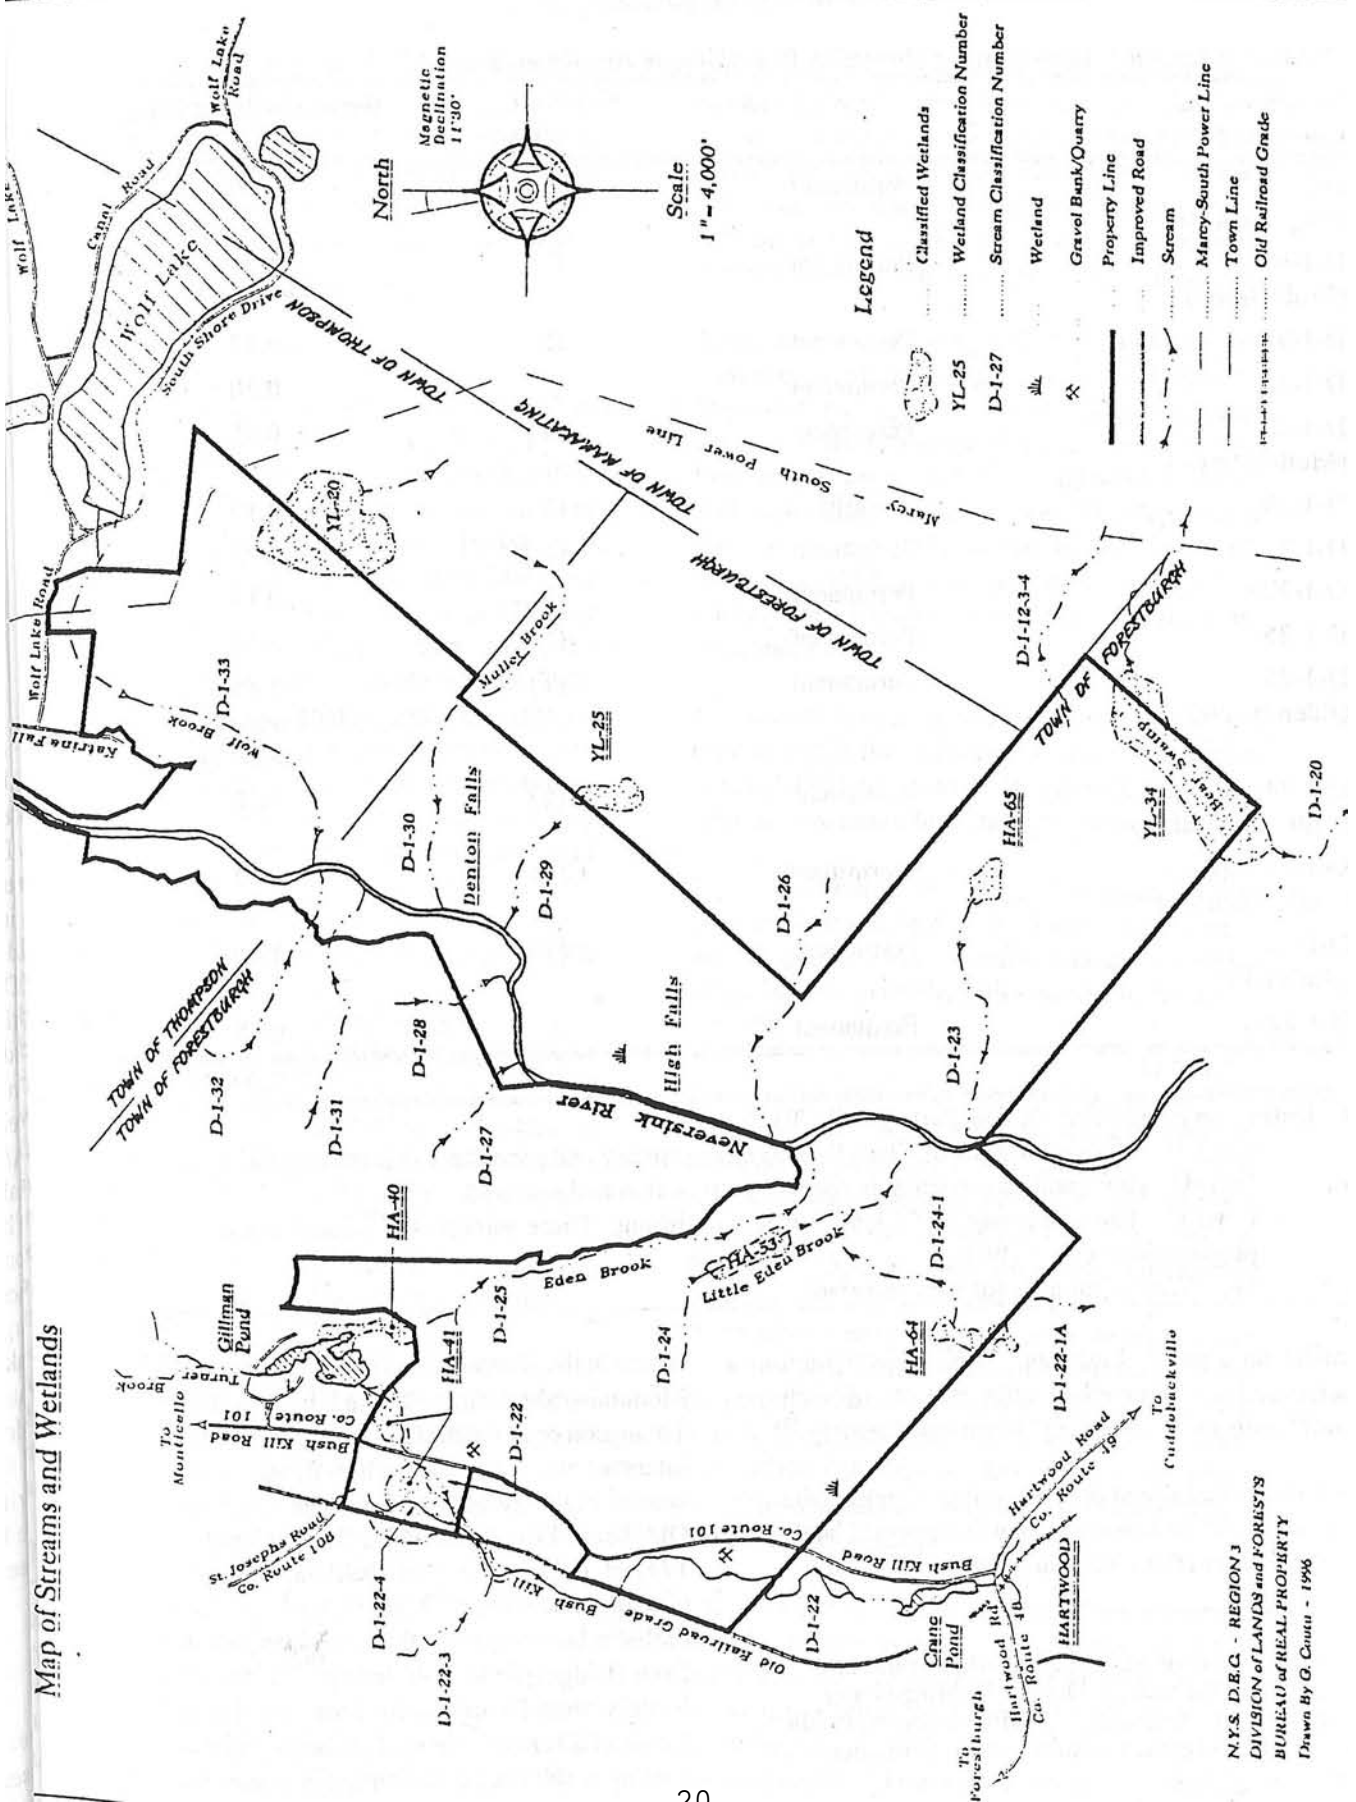 Map of Streams and Wetlands
To
Monticello
Turner
Brook
Gillman
Pond
Co. Route 101
Bush Kill Road
St. Josephs Road
Co. Route 108
HA-40
HA-41
D-1-22
D-1-22-4
D-1-22-3
D-1-25
Bush Kill
Old Railroad Grade
Co. Route 101
Bush Kill Road
D-1-22
Crane
Pond
To
Forestburgh
Hartwood Rd
Co. Route 48
HARTWOOD
Hartwood Road
Co. Route 49
To
Cuddebackville
D-1-22-1A
HA-64
D-1-24-1
D-1-24
HA-53
Little Eden Brook
Eden Brook
TOWN OF THOMPSON
TOWN OF FORESTBURGH
D-1-32
D-1-31
D-1-28
D-1-27
Neversink River
High Falls
D-1-23
D-1-26
D-1-29
Denton Falls
D-1-30
YL-25
HA-65
YL-34
Bear Swamp
D-1-20
D-1-12-3-4
TOWN OF FORESTBURGH
TOWN OF FORESTBURGH
TOWN OF MAMAKATING
TOWN OF THOMPSON
Marcy - South Power Line
Mullet Brook
YL-20
D-1-33
Wolf Brook
Katrina Fall
Wolf Lake Road
Wolf Lake
South Shore Drive
Canal Road
Wolf Lake
Wolf Lake
Road
North
Magnetic
Declination
11°30'
Scale
1" = 4,000'
Legend
Classified Wetlands
YL-25 Wetland Classification Number
D-1-27 Stream Classification Number
Wetland
Gravel Bank/Quarry
Property Line
Improved Road
Stream
Marcy-South Power Line
Town Line
Old Railroad Grade
N.Y.S. D.E.C. - REGION 3
DIVISION of LANDS and FORESTS
BUREAU of REAL PROPERTY
20